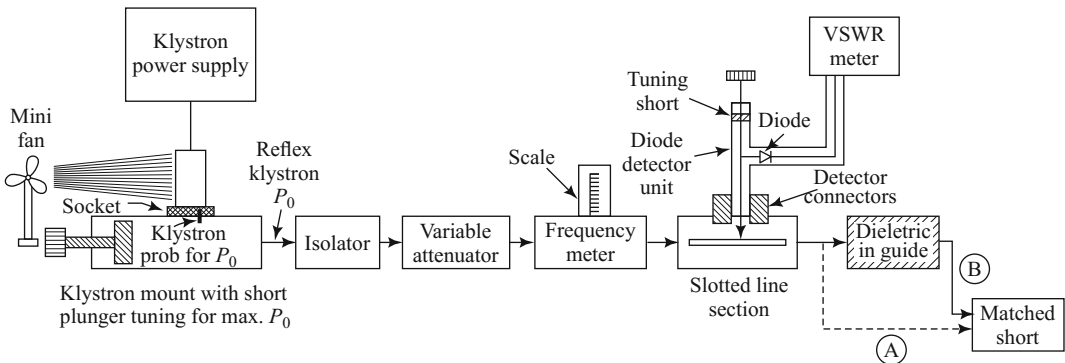 Klystron
power supply
VSWR
meter
Mini
fan
Tuning
short
Diode
Diode
detector
unit
Reflex
klystron
P0
Scale
Detector
connectors
Socket
Klystron
prob for P0
Isolator
Variable
attenuator
Frequency
meter
Dieletric
in guide
B
Slotted line
section
Klystron mount with short
plunger tuning for max. P0
Matched
short
A